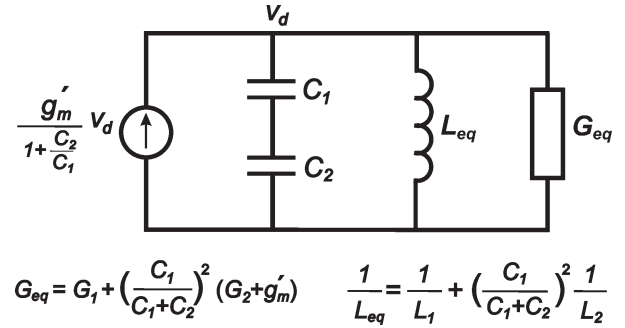 V_d
g'_m / (1 + C_2/C_1) V_d
C_1
C_2
L_eq
G_eq
G_eq = G_1 + (C_1/(C_1+C_2))^2 (G_2+g'_m)
1/L_eq = 1/L_1 + (C_1/(C_1+C_2))^2 1/L_2